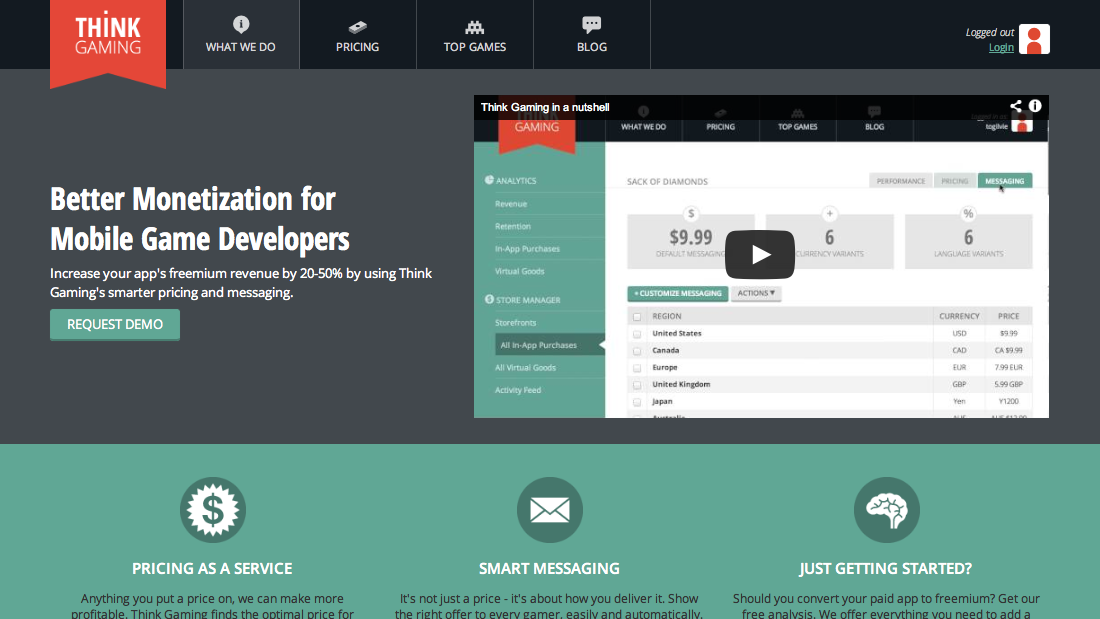 THINK
GAMING
WHAT WE DO
PRICING
TOP GAMES
BLOG
Logged out
Login
Better Monetization for
Mobile Game Developers
Increase your app's freemium revenue by 20-50% by using Think
Gaming's smarter pricing and messaging.
REQUEST DEMO
Think Gaming in a nutshell
GAMING
WHAT WE DO
PRICING
TOP GAMES
BLOG
togilvie
ANALYTICS
Revenue
Retention
In-App Purchases
Virtual Goods
STORE MANAGER
Storefronts
All In-App Purchases
All Virtual Goods
Activity Feed
SACK OF DIAMONDS
PERFORMANCE
PRICING
MESSAGING
$
$9.99
DEFAULT MESSAGING
+
6
CURRENCY VARIANTS
%
6
LANGUAGE VARIANTS
+ CUSTOMIZE MESSAGING
ACTIONS ▼
REGION CURRENCY PRICE
United States USD $9.99
Canada CAD CA $9.99
Europe EUR 7.99 EUR
United Kingdom GBP 5.99 GBP
Japan Yen Y1200
$
PRICING AS A SERVICE
Anything you put a price on, we can make more
profitable. Think Gaming finds the optimal price for
SMART MESSAGING
It's not just a price - it's about how you deliver it. Show
the right offer to every gamer, easily and automatically.
JUST GETTING STARTED?
Should you convert your paid app to freemium? Get our
free analysis. We offer everything you need to add a